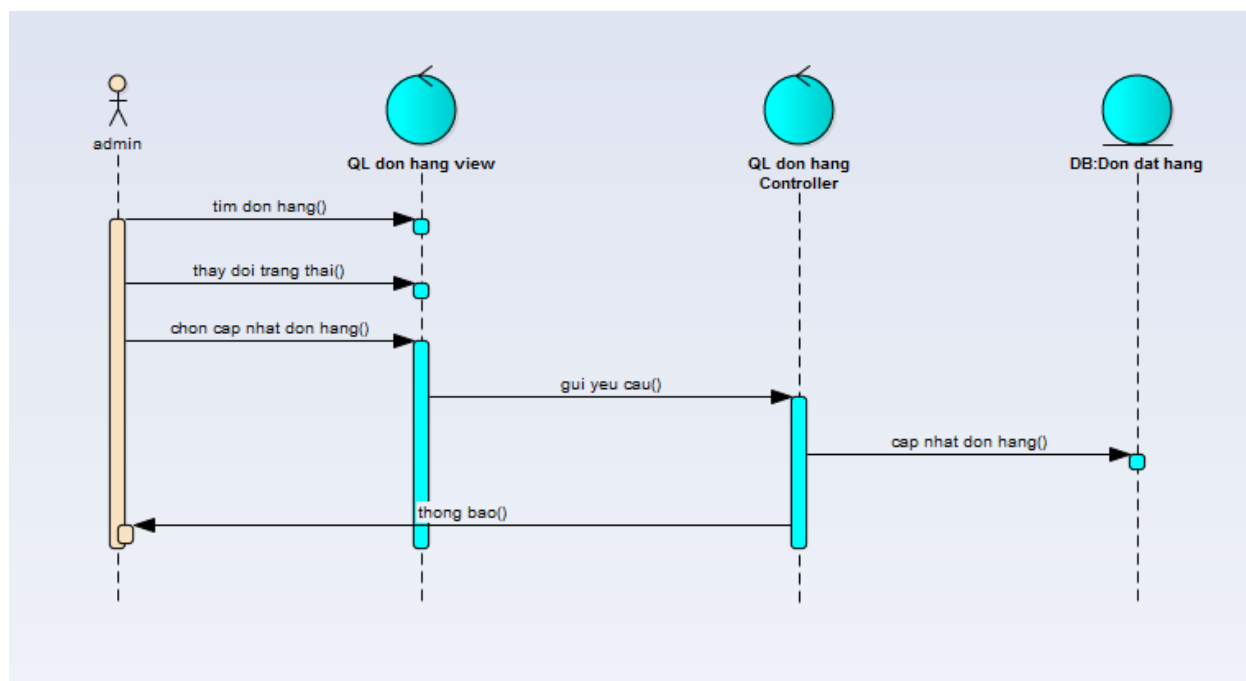 admin
QL don hang view
QL don hang
Controller
DB:Don dat hang
tim don hang()
thay doi trang thai()
chon cap nhat don hang()
gui yeu cau()
cap nhat don hang()
thong bao()